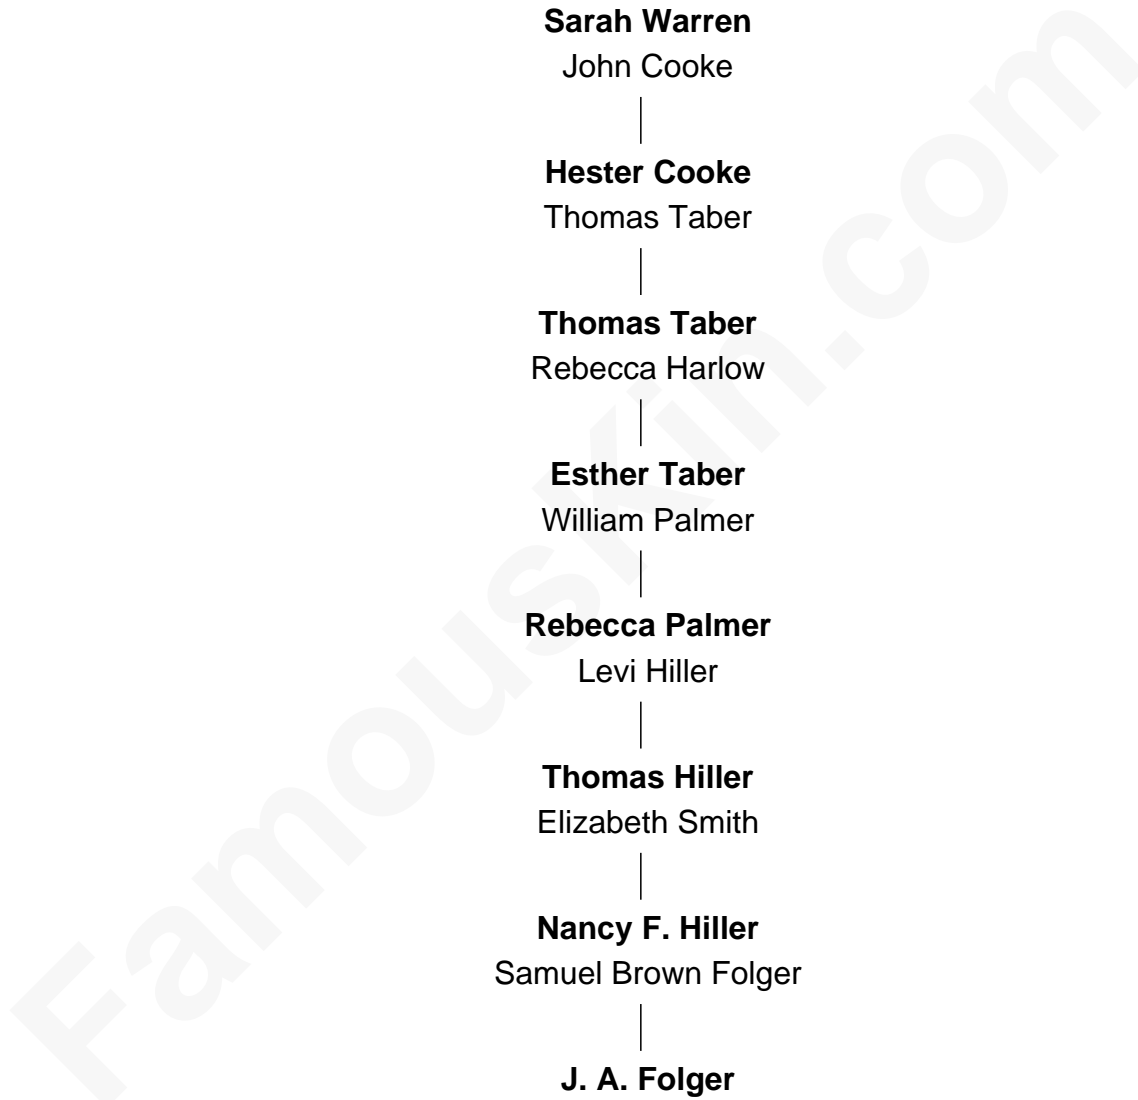 Sarah Warren
John Cooke
Hester Cooke
Thomas Taber
Thomas Taber
Rebecca Harlow
Esther Taber
William Palmer
Rebecca Palmer
Levi Hiller
Thomas Hiller
Elizabeth Smith
Nancy F. Hiller
Samuel Brown Folger
J. A. Folger
FamousKin.com